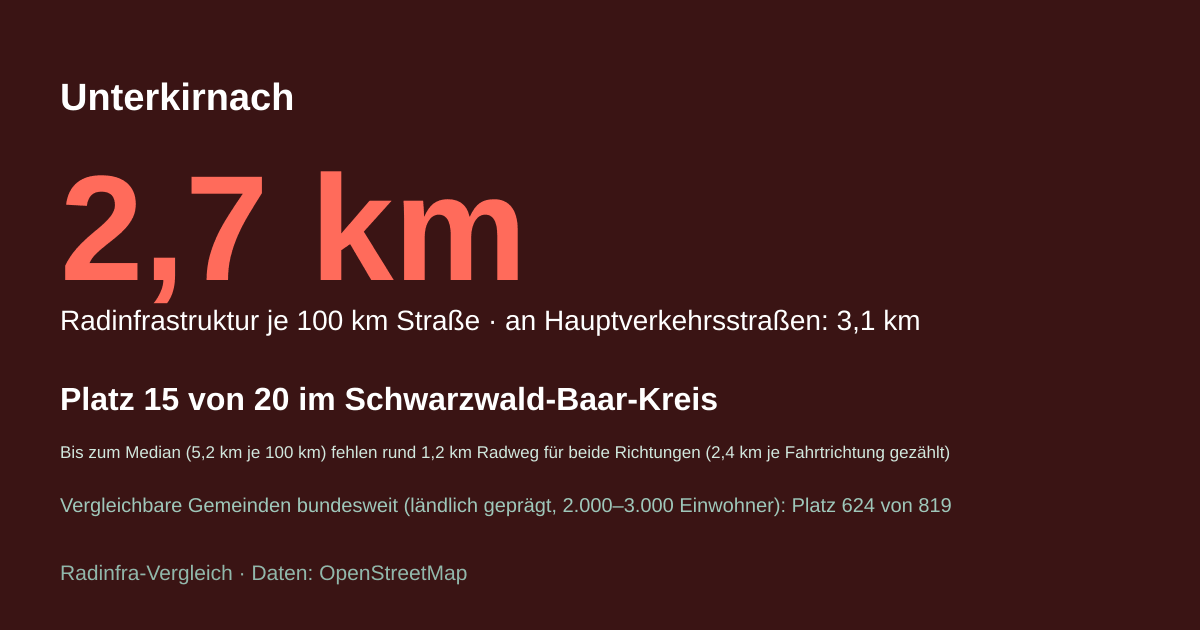 Unterkirnach
2,7 km
Radinfrastruktur je 100 km Straße · an Hauptverkehrsstraßen: 3,1 km
Platz 15 von 20 im Schwarzwald-Baar-Kreis
Bis zum Median (5,2 km je 100 km) fehlen rund 1,2 km Radweg für beide Richtungen (2,4 km je Fahrtrichtung gezählt)
Vergleichbare Gemeinden bundesweit (ländlich geprägt, 2.000–3.000 Einwohner): Platz 624 von 819
Radinfra-Vergleich · Daten: OpenStreetMap